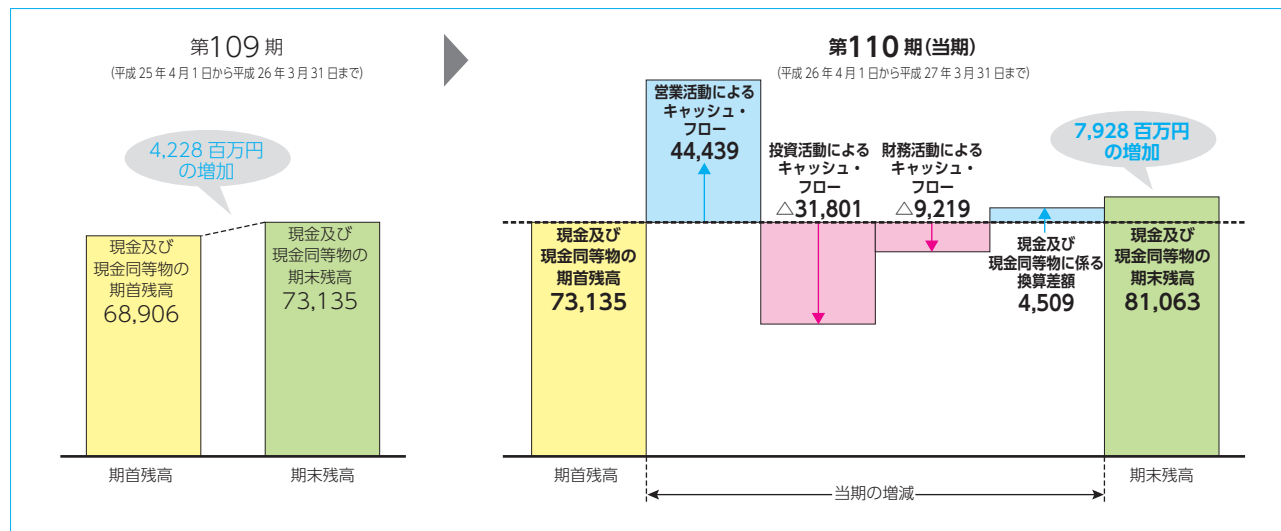 第109期
(平成25年4月1日から平成26年3月31日まで)
4,228百万円
の増加
現金及び
現金同等物の
期首残高
68,906
現金及び
現金同等物の
期末残高
73,135
期首残高
期末残高
第110期(当期)
(平成26年4月1日から平成27年3月31日まで)
現金及び
現金同等物の
期首残高
73,135
営業活動による
キャッシュ・
フロー
44,439
投資活動による
キャッシュ・
フロー
△31,801
財務活動による
キャッシュ・
フロー
△9,219
現金及び
現金同等物に係る
換算差額
4,509
7,928百万円
の増加
現金及び
現金同等物の
期末残高
81,063
期首残高
当期の増減
期末残高